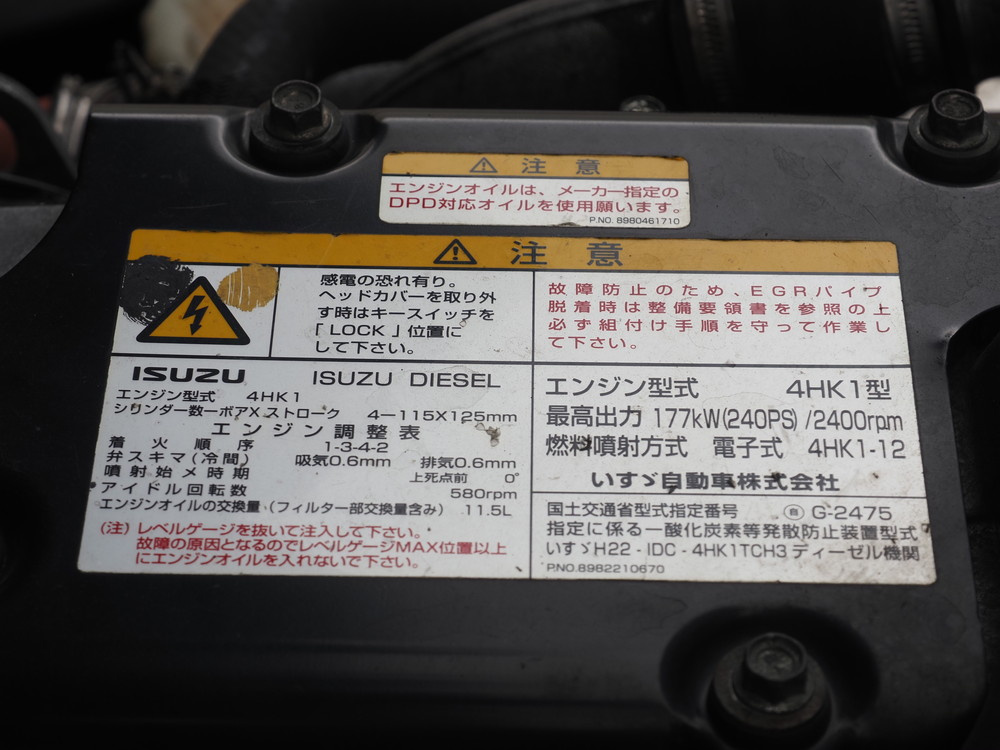 注意
エンジンオイルは、メーカー指定の
DPD対応オイルを使用願います。
P.NO. 8980461710
注意
感電の恐れ有り。
ヘッドカバーを取り外
す時はキースイッチを
「LOCK」位置に
して下さい。
故障防止のため、EGRパイプ
脱着時は整備要領書を参照の上
必ず組付け手順を守って作業し
て下さい。
ISUZU ISUZU DIESEL
エンジン型式 4HK1
シリンダー数ーボアXストローク 4ー115X125mm
エンジン調整表
着火順序 1-3-4-2
弁スキマ(冷間) 吸気0.6mm 排気0.6mm
噴射始メ時期 上死点前 0°
アイドル回転数 580rpm
エンジンオイルの交換量(フィルター部交換量含み) 11.5L
(注)レベルゲージを抜いて注入して下さい。
故障の原因となるのでレベルゲージMAX位置以上
にエンジンオイルを入れないで下さい。
エンジン型式 4HK1型
最高出力 177kW(240PS)/2400rpm
燃料噴射方式 電子式 4HK1-12
いすゞ自動車株式会社
国土交通省型式指定番号 ㊐ G-2475
指定に係る一酸化炭素等発散防止装置型式
いすゞH22-IDC-4HK1TCH3ディーゼル機関
P.NO.8982210670